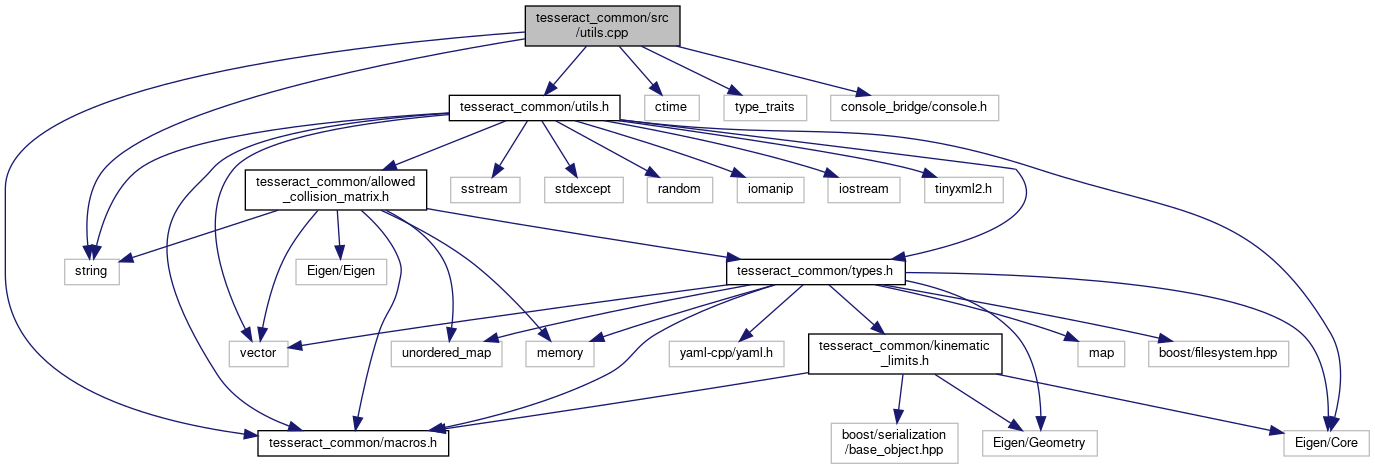 tesseract_common/src
/utils.cpp
tesseract_common/utils.h
ctime
type_traits
console_bridge/console.h
tesseract_common/allowed
_collision_matrix.h
sstream
stdexcept
random
iomanip
iostream
tinyxml2.h
string
Eigen/Eigen
tesseract_common/types.h
vector
unordered_map
memory
yaml-cpp/yaml.h
tesseract_common/kinematic
_limits.h
map
boost/filesystem.hpp
tesseract_common/macros.h
boost/serialization
/base_object.hpp
Eigen/Geometry
Eigen/Core